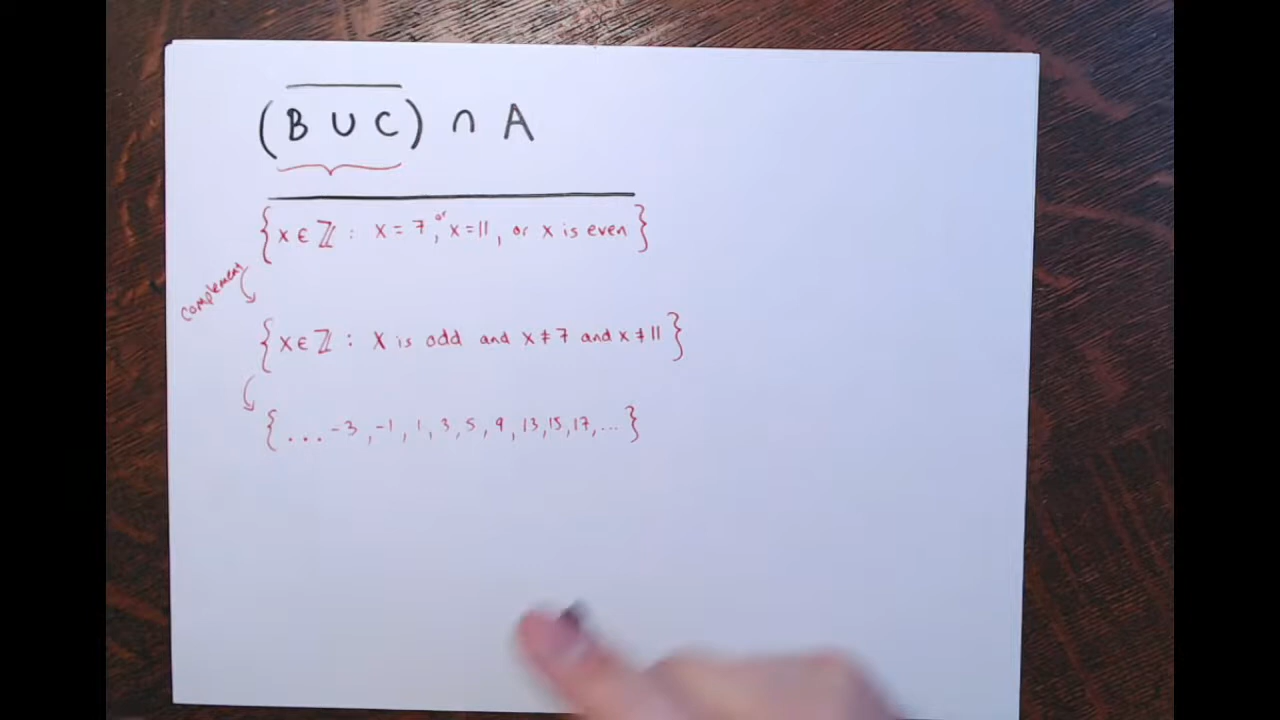 (B ∪ C) ∩ A
{x ∈ ℤ : x = 7, or x = 11, or x is even}
complement
{x ∈ ℤ : x is odd and x ≠ 7 and x ≠ 11}
{... -3, -1, 1, 3, 5, 9, 13, 15, 17, ...}